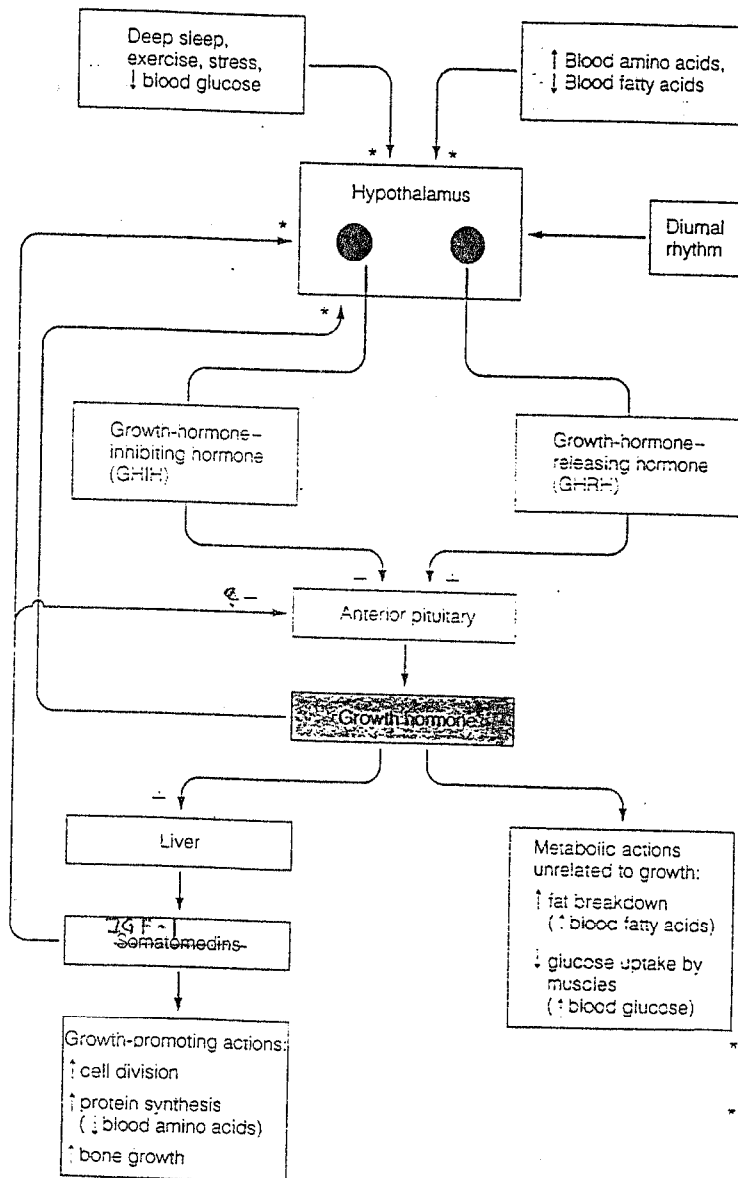 Deep sleep,
exercise, stress,
↓ blood glucose
↑ Blood amino acids,
↓ Blood fatty acids
*
*
Hypothalamus
*
Diurnal
rhythm
*
Growth-hormone–
inhibiting hormone
(GHIH)
Growth-hormone–
releasing hormone
(GHRH)
–
+
–
Anterior pituitary
Growth hormone
+
Liver
IGF-1
Somatomedins
Metabolic actions
unrelated to growth:
↑ fat breakdown
(↑ blood fatty acids)
↓ glucose uptake by
muscles
(↑ blood glucose)
Growth-promoting actions:
↑ cell division
↑ protein synthesis
(↓ blood amino acids)
↑ bone growth
*
*